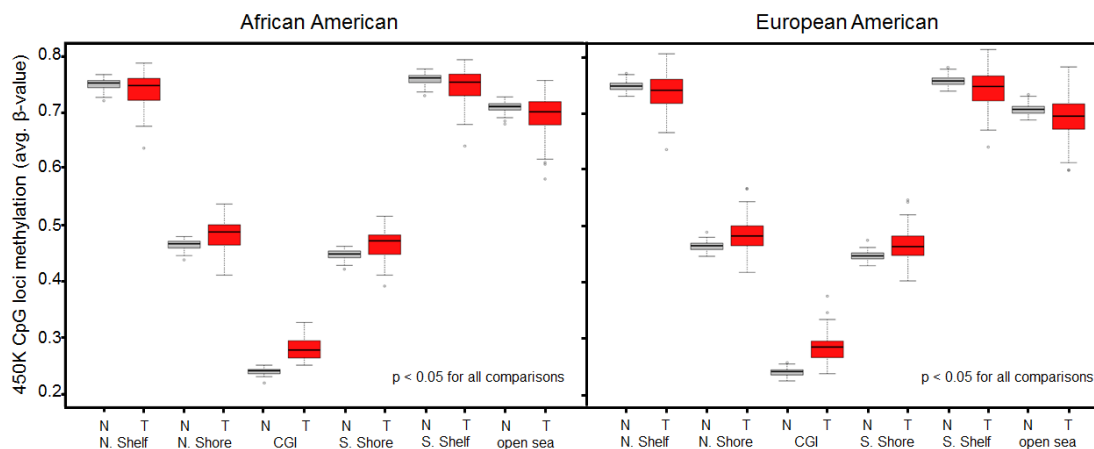 African American
European American
450K CpG loci methylation (avg. β-value)
0.8
0.7
0.6
0.5
0.4
0.3
0.2
p < 0.05 for all comparisons
p < 0.05 for all comparisons
N T N T N T N T N T N T
N. Shelf N. Shore CGI S. Shore S. Shelf open sea
N T N T N T N T N T N T
N. Shelf N. Shore CGI S. Shore S. Shelf open sea